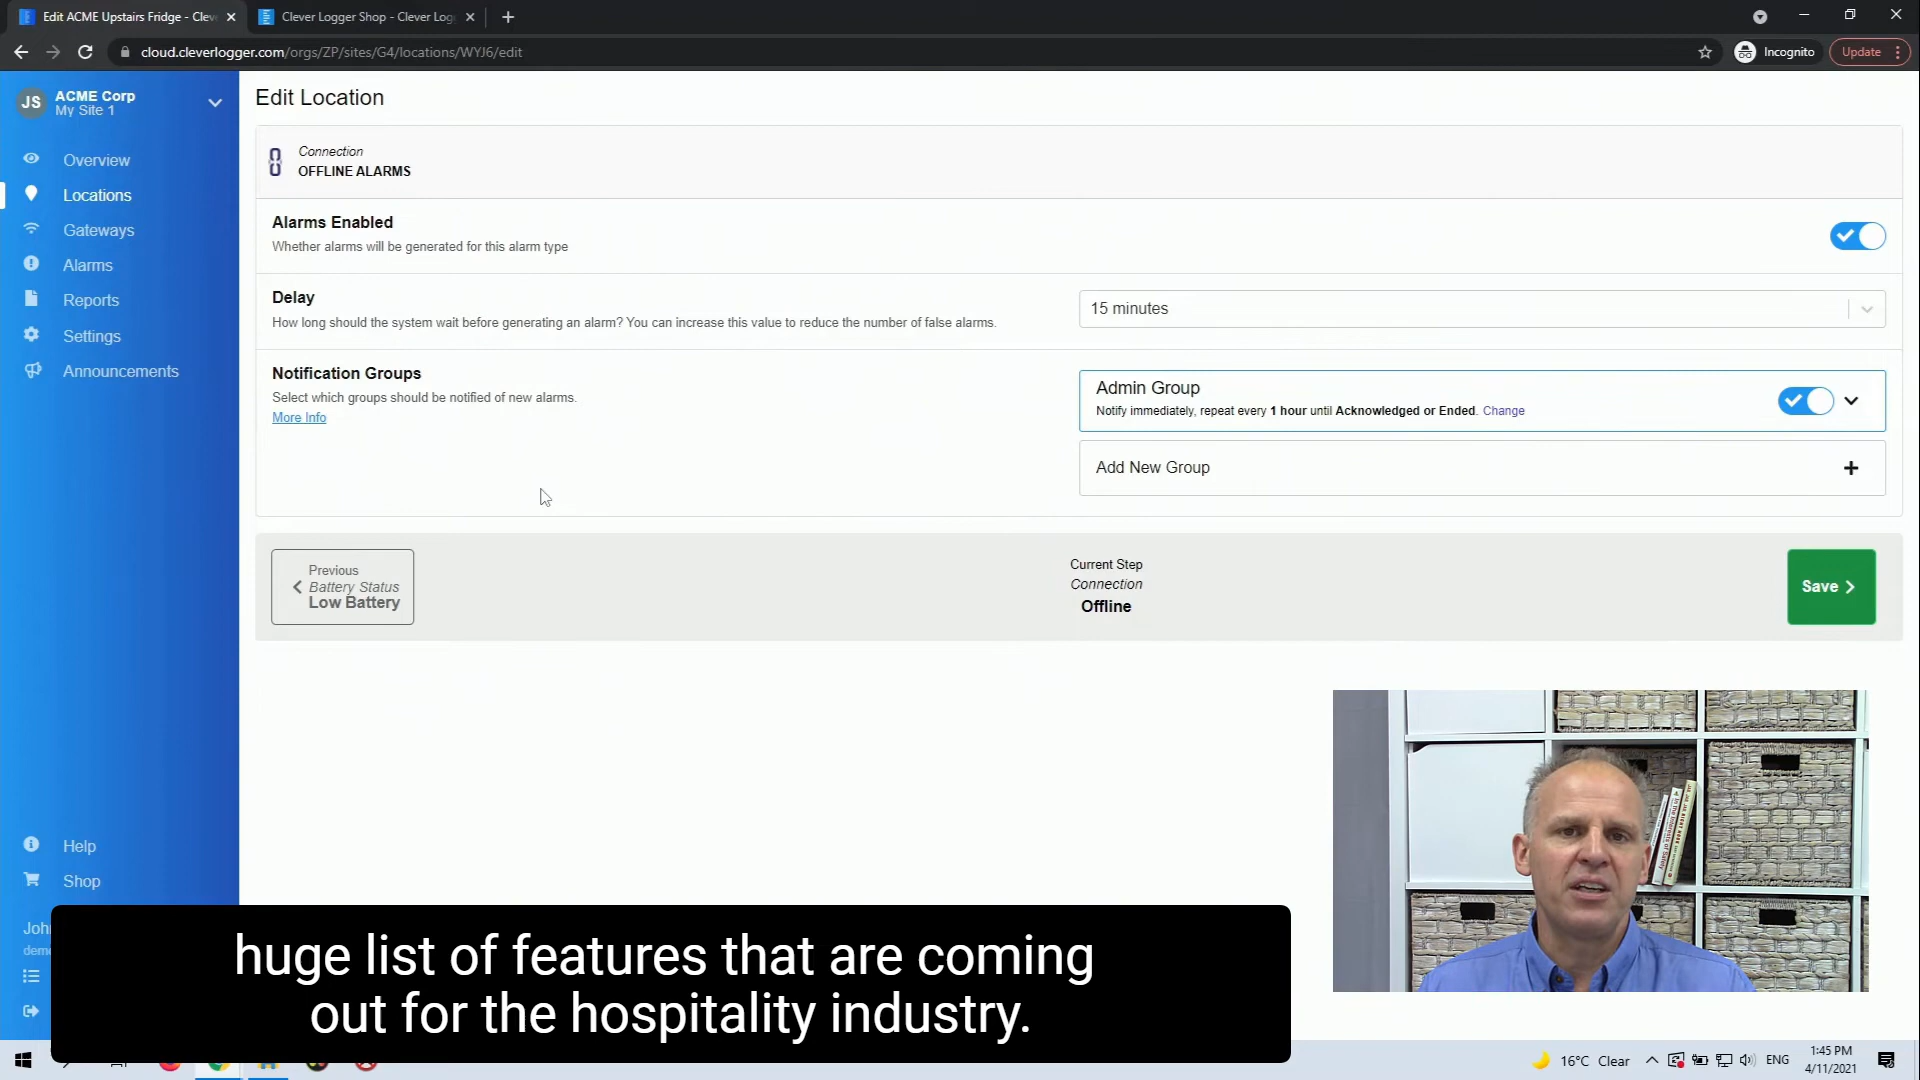 Edit ACME Upstairs Fridge - Clev
Clever Logger Shop - Clever Log
cloud.cleverlogger.com/orgs/ZP/sites/G4/locations/WYJ6/edit
Incognito
Update
JS
ACME Corp
My Site 1
Overview
Locations
Gateways
Alarms
Reports
Settings
Announcements
Help
Shop
Edit Location
Connection
OFFLINE ALARMS
Alarms Enabled
Whether alarms will be generated for this alarm type
Delay
How long should the system wait before generating an alarm? You can increase this value to reduce the number of false alarms.
15 minutes
Notification Groups
Select which groups should be notified of new alarms.
More Info
Admin Group
Notify immediately, repeat every 1 hour until Acknowledged or Ended. Change
Add New Group
Previous
Battery Status
Low Battery
Current Step
Connection
Offline
Save
huge list of features that are coming
out for the hospitality industry.
16°C Clear
ENG
1:45 PM
4/11/2021